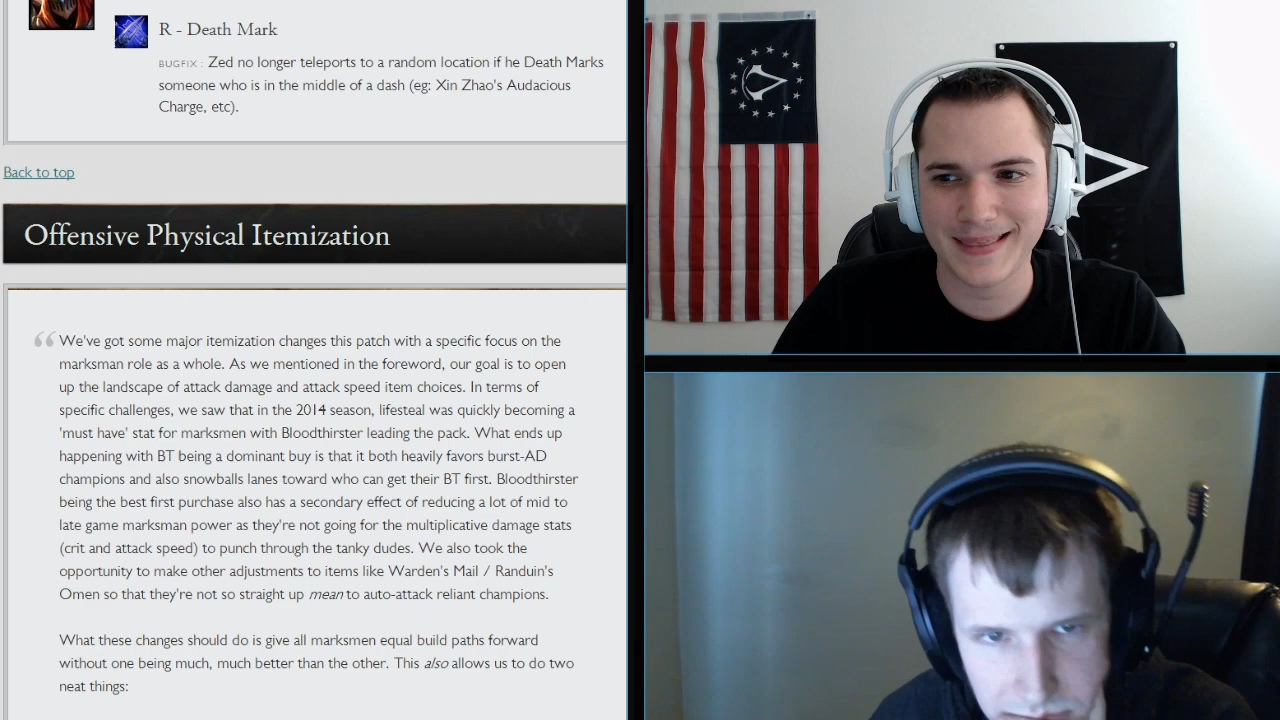 R - Death Mark
BUGFIX : Zed no longer teleports to a random location if he Death Marks
someone who is in the middle of a dash (eg: Xin Zhao's Audacious
Charge, etc).
Back to top
Offensive Physical Itemization
“ We've got some major itemization changes this patch with a specific focus on the
marksman role as a whole. As we mentioned in the foreword, our goal is to open
up the landscape of attack damage and attack speed item choices. In terms of
specific challenges, we saw that in the 2014 season, lifesteal was quickly becoming a
'must have' stat for marksmen with Bloodthirster leading the pack. What ends up
happening with BT being a dominant buy is that it both heavily favors burst-AD
champions and also snowballs lanes toward who can get their BT first. Bloodthirster
being the best first purchase also has a secondary effect of reducing a lot of mid to
late game marksman power as they're not going for the multiplicative damage stats
(crit and attack speed) to punch through the tanky dudes. We also took the
opportunity to make other adjustments to items like Warden's Mail / Randuin's
Omen so that they're not so straight up mean to auto-attack reliant champions.
What these changes should do is give all marksmen equal build paths forward
without one being much, much better than the other. This also allows us to do two
neat things: